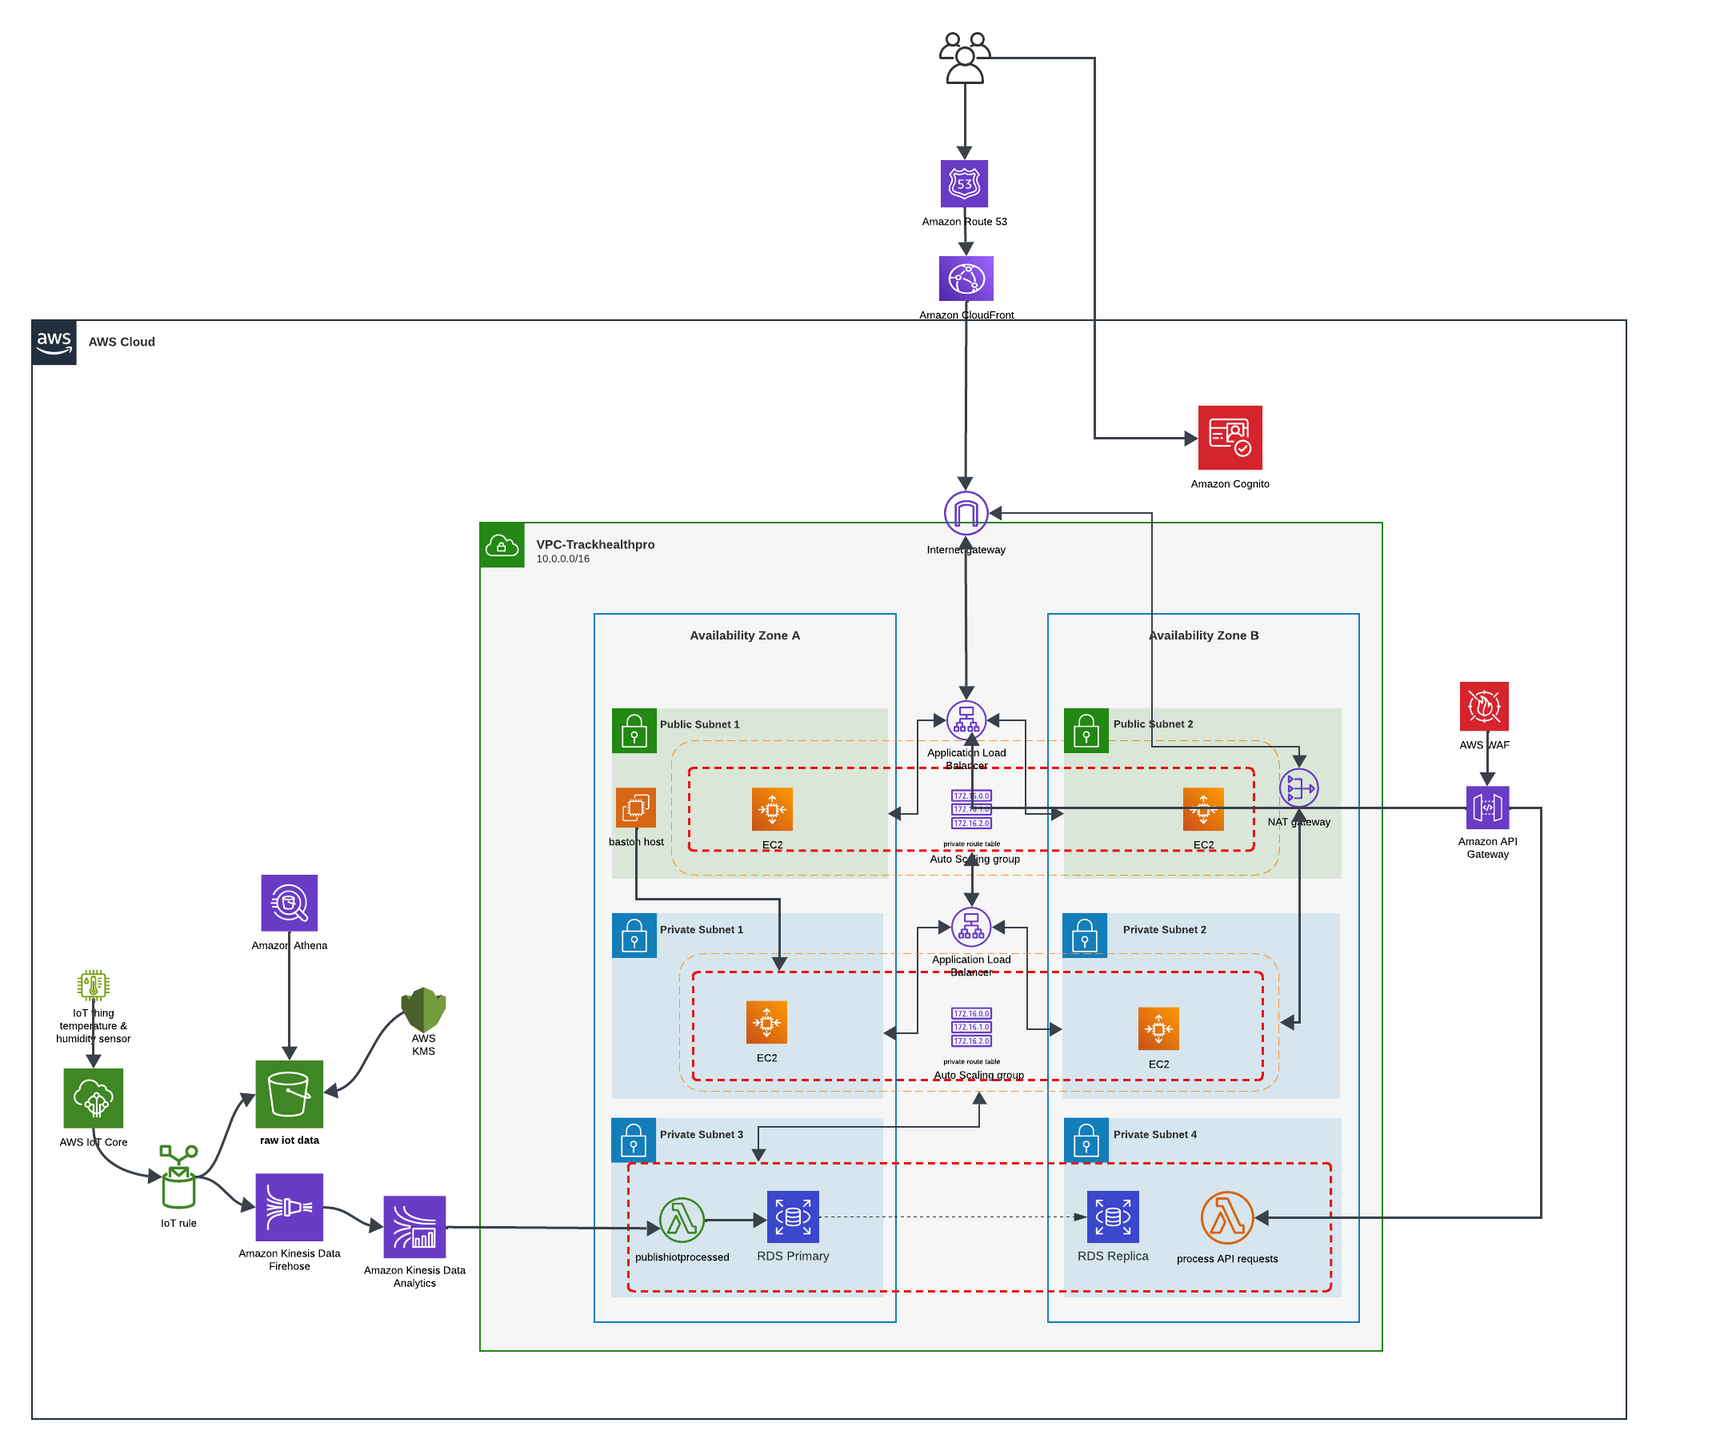 53
Amazon Route 53
Amazon CloudFront
aws
AWS Cloud
Amazon Cognito
Internet gateway
VPC-Trackhealthpro
10.0.0.0/16
Availability Zone A
Availability Zone B
Public Subnet 1
Public Subnet 2
Application Load
Balancer
AWS WAF
172.16.0.0
172.16.1.0
172.16.2.0
private route table
Auto Scaling group
baston host
EC2
EC2
NAT gateway
Amazon API
Gateway
Amazon Athena
Private Subnet 1
Private Subnet 2
Application Load
Balancer
IoT thing
temperature &
humidity sensor
AWS
KMS
172.16.0.0
172.16.1.0
172.16.2.0
private route table
Auto Scaling group
EC2
EC2
AWS IoT Core
raw iot data
Private Subnet 3
Private Subnet 4
IoT rule
Amazon Kinesis Data
Firehose
Amazon Kinesis Data
Analytics
publishiotprocessed
RDS Primary
RDS Replica
process API requests